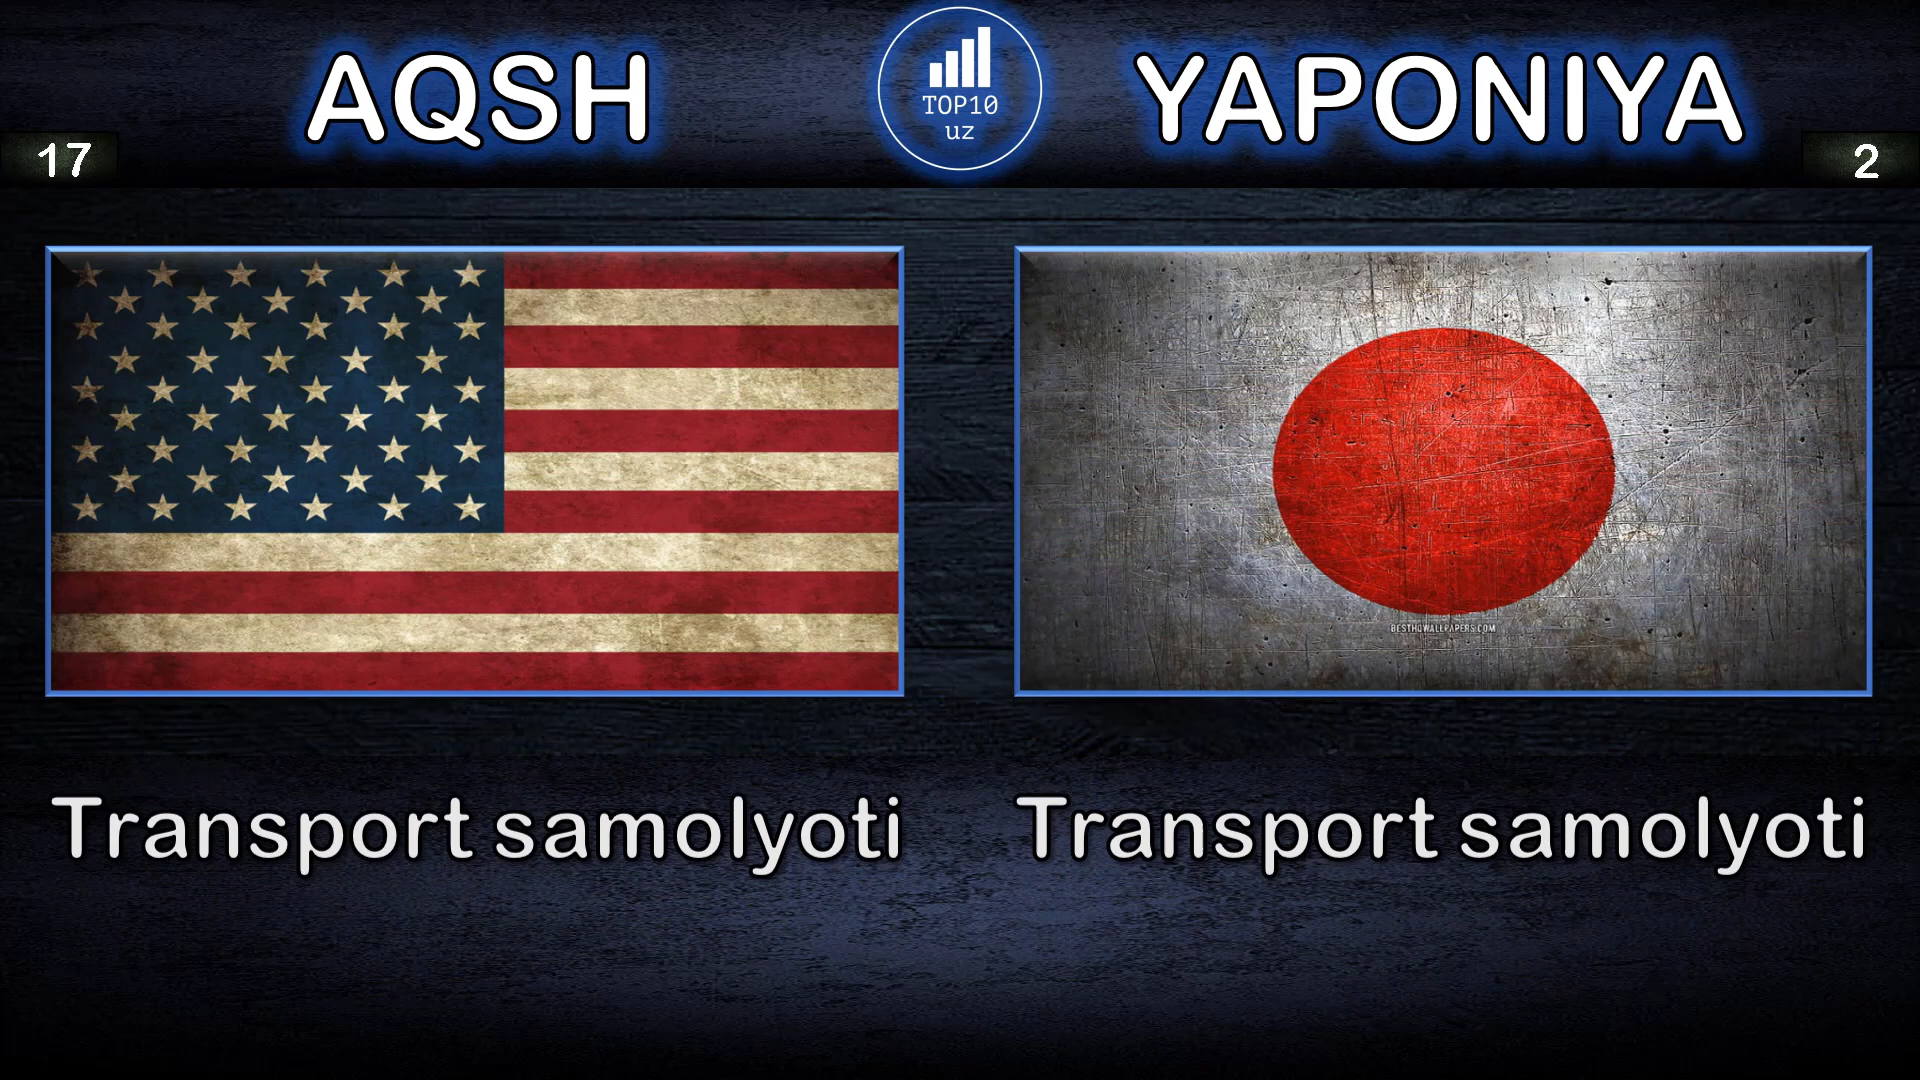 AQSH
TOP10
uz
YAPONIYA
17
2
BESTHQWALLPAPERS.COM
Transport samolyoti
Transport samolyoti